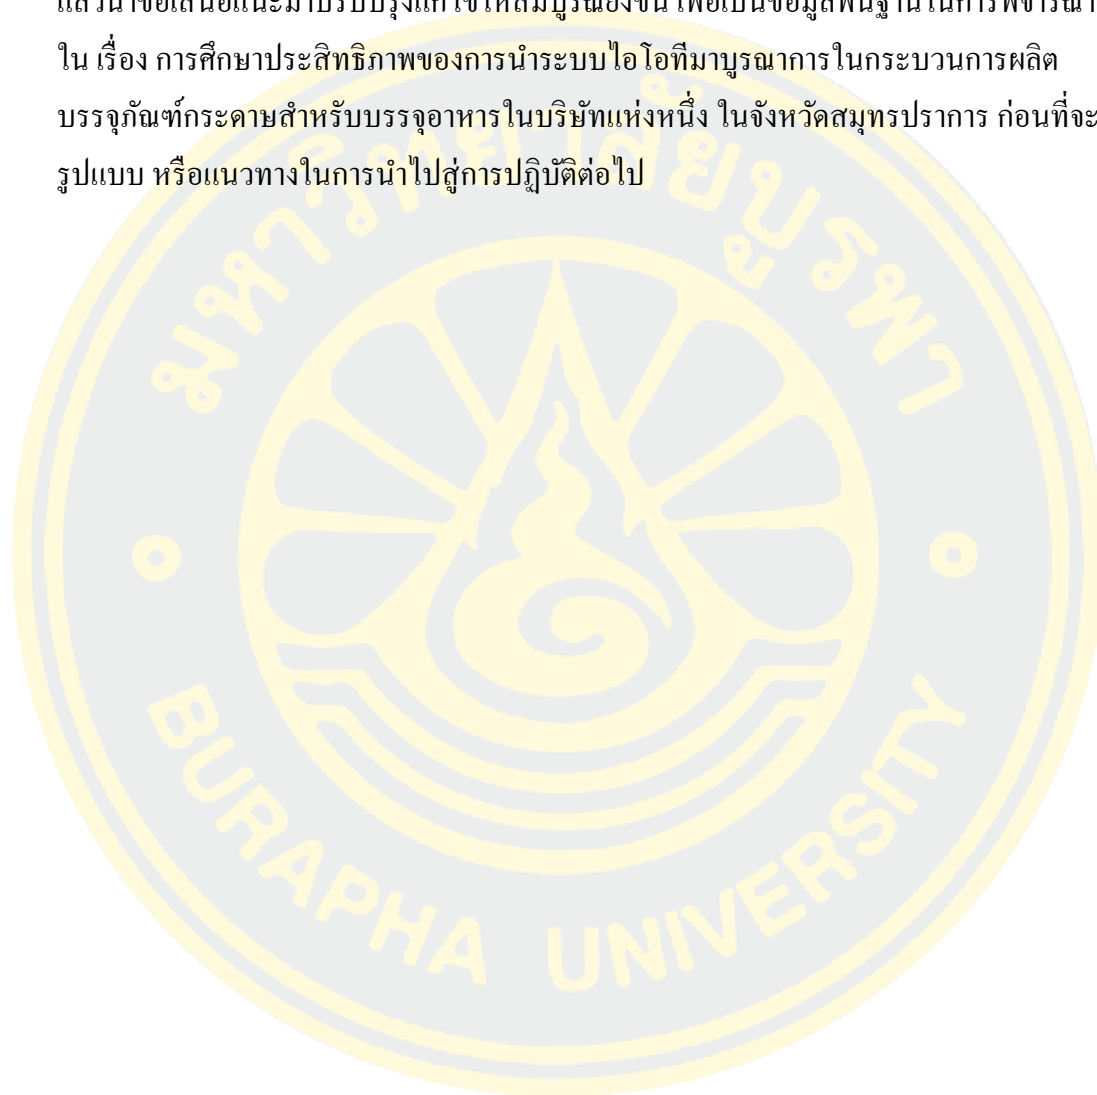 แล้วนำข้อเสนอแนะมาปรับปรุงแก้ไขให้สมบูรณ์ยิ่งขึ้น เพื่อเป็นข้อมูลพื้นฐานในการพิจารณา
ใน เรื่อง การศึกษาประสิทธิภาพของการนำระบบไอโอทีมาบูรณาการในกระบวนการผลิต
บรรจุภัณฑ์กระดาษสำหรับบรรจุอาหารในบริษัทแห่งหนึ่ง ในจังหวัดสมุทรปราการ ก่อนที่จะ
รูปแบบ หรือแนวทางในการนำไปสู่การปฏิบัติต่อไป
มหาวิทยาลัยบูรพา
BURAPHA UNIVERSITY